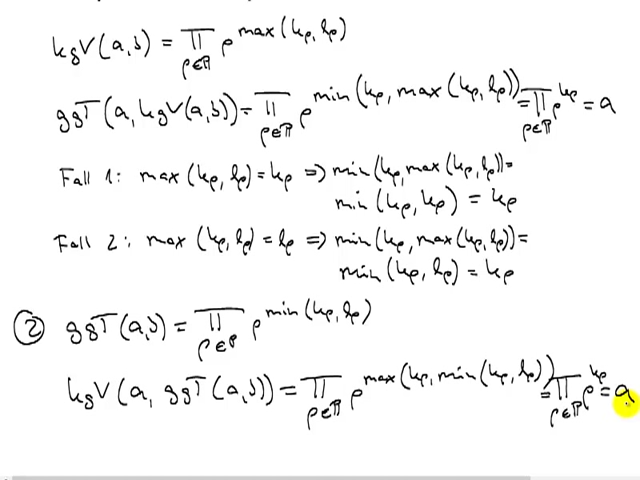 kgV(a,b) = ∏_{p∈ℙ} p^{max(k_p, l_p)}
ggT(a, kgV(a,b)) = ∏_{p∈ℙ} p^{min(k_p, max(k_p, l_p))} = ∏_{p∈ℙ} p^{k_p} = a
Fall 1: max(k_p, l_p) = k_p ⇒ min(k_p, max(k_p, l_p)) =
min(k_p, k_p) = k_p
Fall 2: max(k_p, l_p) = l_p ⇒ min(k_p, max(k_p, l_p)) =
min(k_p, l_p) = k_p
② ggT(a,b) = ∏_{p∈ℙ} p^{min(k_p, l_p)}
kgV(a, ggT(a,b)) = ∏_{p∈ℙ} p^{max(k_p, min(k_p, l_p))} = ∏_{p∈ℙ} p^{k_p} = a